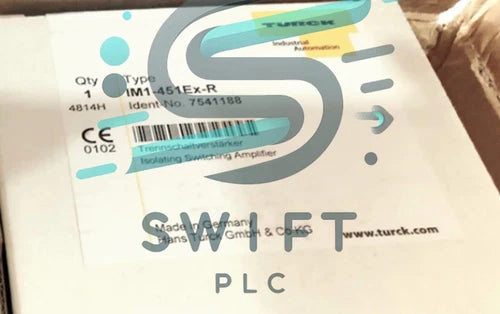 TURCK
Industrial
Automation
Qty Type
1 IM1-451Ex-R
4814H Ident-No. 7541188
CE
0102
Trennschaltverstärker
Isolating Switching Amplifier
Made in Germany
Hans Turck GmbH & Co KG
www.turck.com
SWIFT
PLC